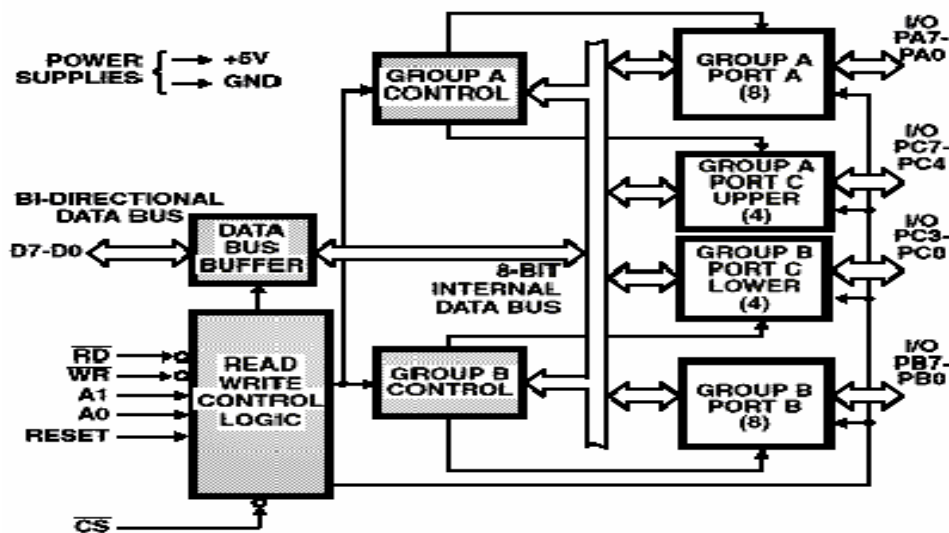 POWER
SUPPLIES
+5V
GND
GROUP A
CONTROL
GROUP A
PORT A
(8)
I/O
PA7-
PA0
GROUP A
PORT C
UPPER
(4)
I/O
PC7-
PC4
BI-DIRECTIONAL
DATA BUS
D7-D0
DATA
BUS
BUFFER
8-BIT
INTERNAL
DATA BUS
GROUP B
PORT C
LOWER
(4)
I/O
PC3-
PC0
RD
WR
A1
A0
RESET
CS
READ
WRITE
CONTROL
LOGIC
GROUP B
CONTROL
GROUP B
PORT B
(8)
I/O
PB7-
PB0